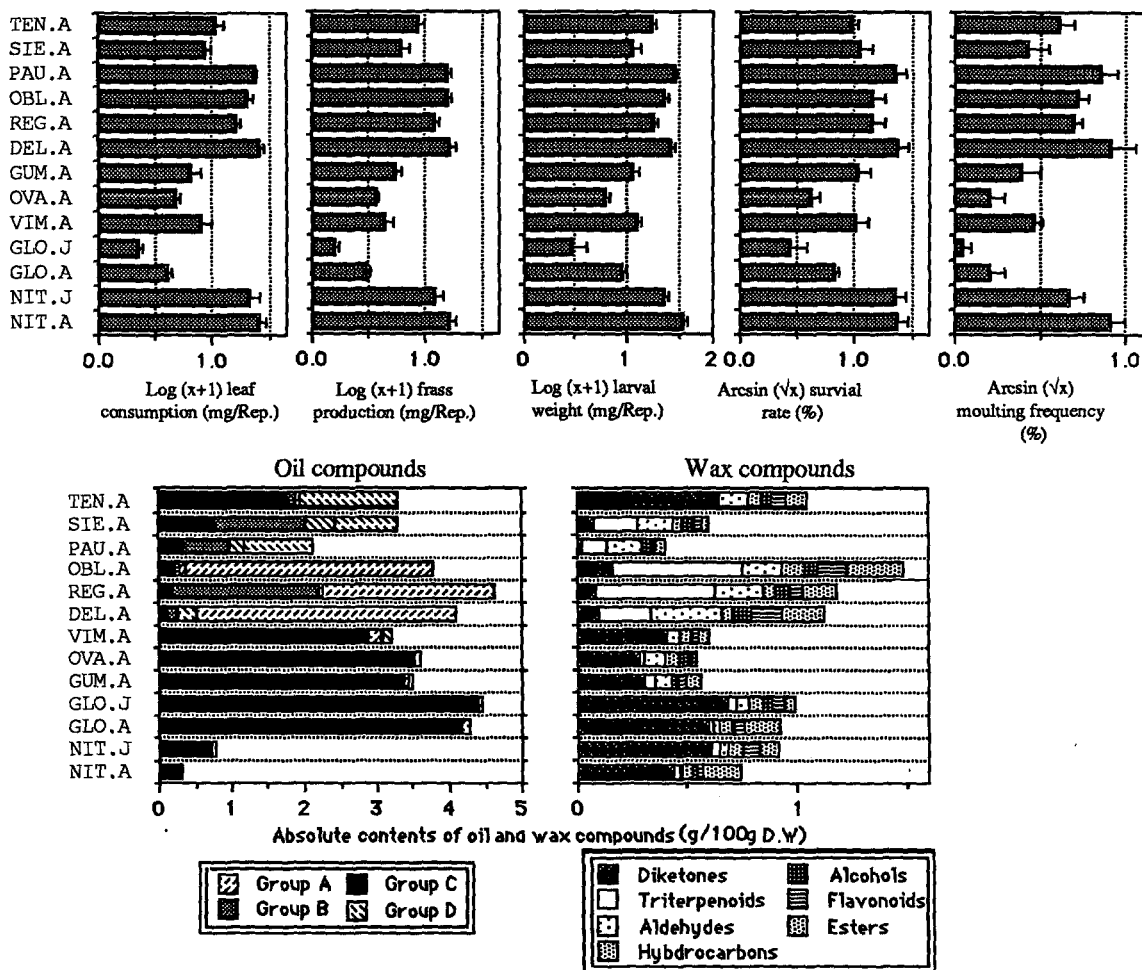 TEN.A
SIE.A
PAU.A
OBL.A
REG.A
DEL.A
GUM.A
OVA.A
VIM.A
GLO.J
GLO.A
NIT.J
NIT.A
0.0 1.0 0.0 1.0 0 1 2 0.0 1.0 0.0 1.0
Log (x+1) leaf consumption (mg/Rep.)
Log (x+1) frass production (mg/Rep.)
Log (x+1) larval weight (mg/Rep.)
Arcsin (√x) survial rate (%)
Arcsin (√x) moulting frequency (%)
Oil compounds Wax compounds
TEN.A
SIE.A
PAU.A
OBL.A
REG.A
DEL.A
VIM.A
OVA.A
GUM.A
GLO.J
GLO.A
NIT.J
NIT.A
0 1 2 3 4 5 0 1
Absolute contents of oil and wax compounds (g/100g D.W)
Group A Group C
Group B Group D
Diketones Alcohols
Triterpenoids Flavonoids
Aldehydes Esters
Hybdrocarbons